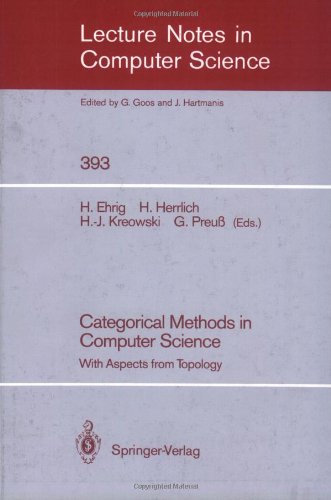 Lecture Notes in
Computer Science
Edited by G. Goos and J. Hartmanis
393
H. Ehrig H. Herrlich
H.-J. Kreowski G. Preuß (Eds.)
Categorical Methods in
Computer Science
With Aspects from Topology
Springer-Verlag